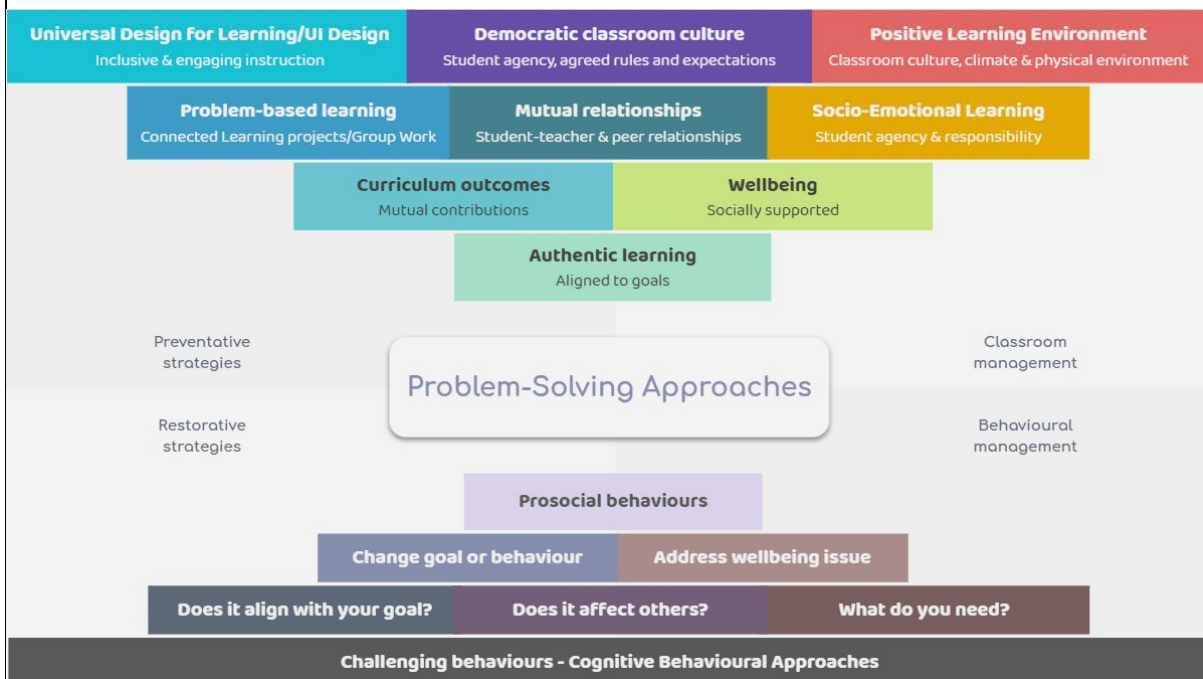 Universal Design for Learning/UI Design
Inclusive & engaging instruction
Democratic classroom culture
Student agency, agreed rules and expectations
Positive Learning Environment
Classroom culture, climate & physical environment
Problem-based learning
Connected Learning projects/Group Work
Mutual relationships
Student-teacher & peer relationships
Socio-Emotional Learning
Student agency & responsibility
Curriculum outcomes
Mutual contributions
Wellbeing
Socially supported
Authentic learning
Aligned to goals
Preventative
strategies
Classroom
management
Problem-Solving Approaches
Restorative
strategies
Behavioural
management
Prosocial behaviours
Change goal or behaviour
Address wellbeing issue
Does it align with your goal?
Does it affect others?
What do you need?
Challenging behaviours - Cognitive Behavioural Approaches